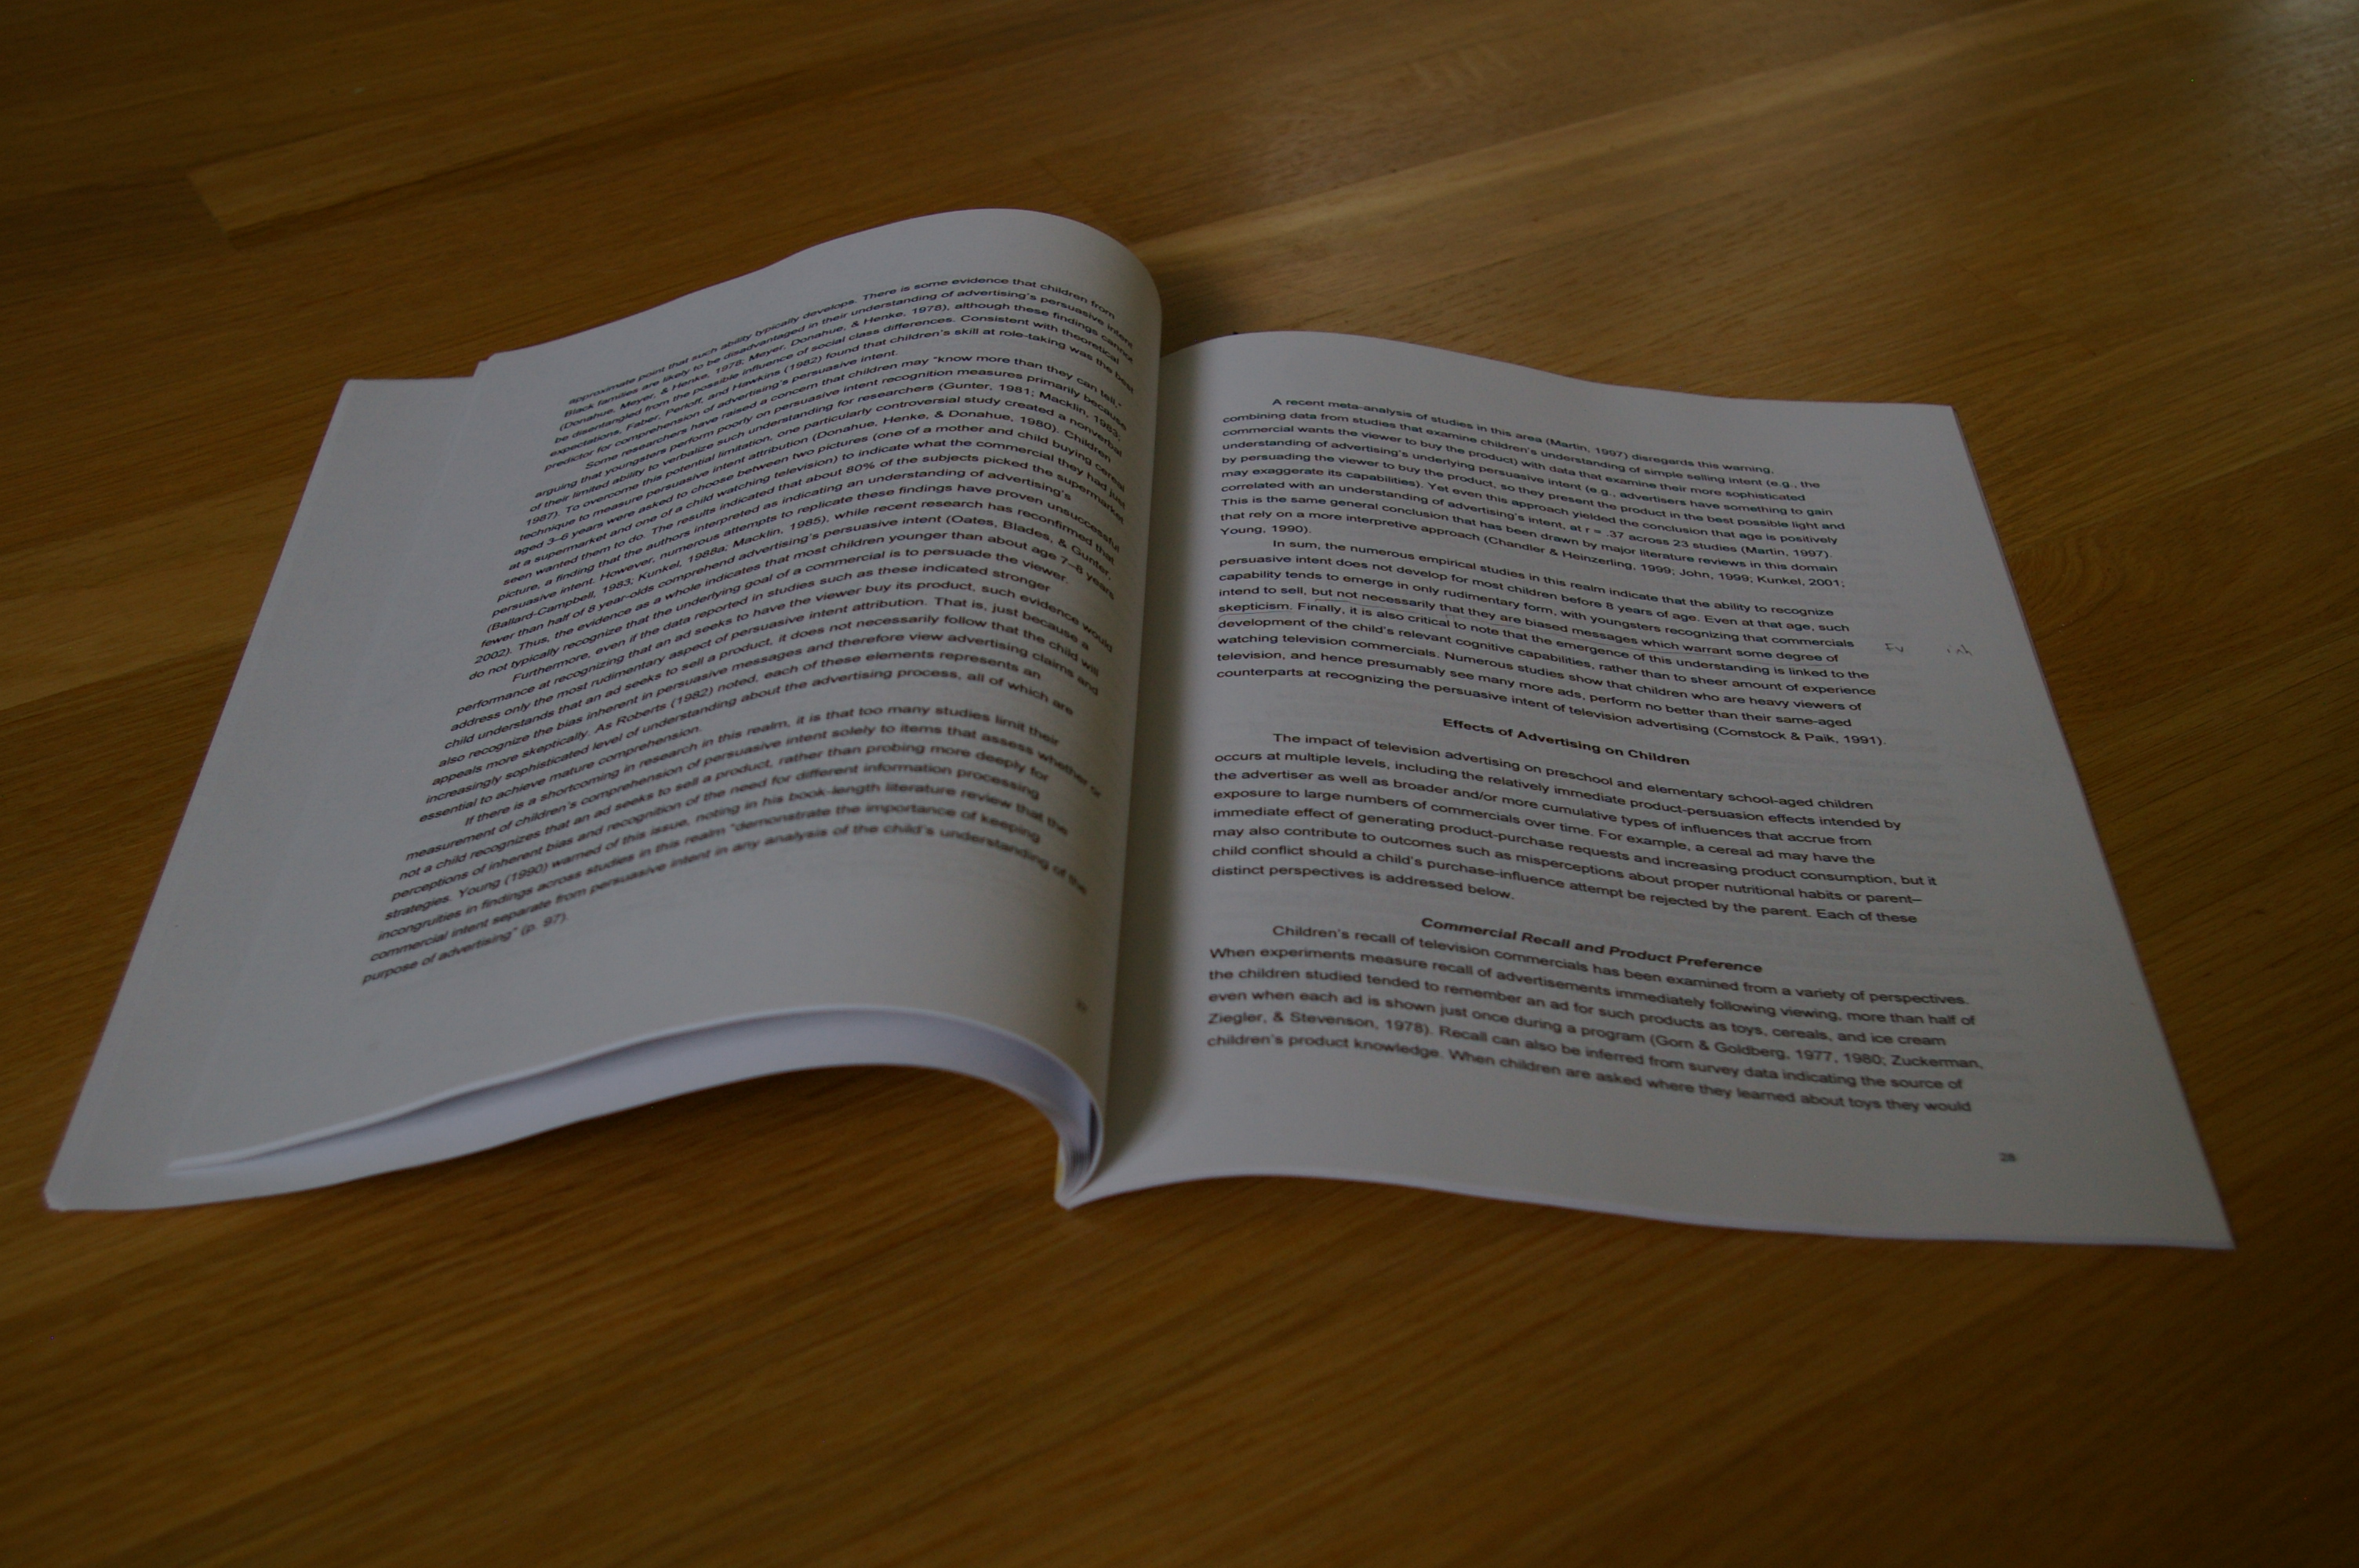 approximate point that such ability typically develops. There is some evidence that children from
Black families are likely to be disadvantaged in their understanding of advertising's persuasive intent
(Donahue, Meyer, & Henke, 1978; Meyer, Donahue, & Henke, 1978), although these findings cannot
be disentangled from the possible influence of social class differences. Consistent with theoretical
expectations, Faber, Perloff, and Hawkins (1982) found that children's skill at role-taking was the best
predictor for comprehension of advertising's persuasive intent.
Some researchers have raised a concern that children may "know more than they can tell,"
arguing that youngsters perform poorly on persuasive intent recognition measures primarily because
of their limited ability to verbalize such understanding for researchers (Gunter, 1981; Macklin, 1983,
1987). To overcome this potential limitation, one particularly controversial study created a nonverbal
technique to measure persuasive intent attribution (Donahue, Henke, & Donahue, 1980). Children
aged 3–6 years were asked to choose between two pictures (one of a mother and child buying cereal
at a supermarket and one of a child watching television) to indicate what the commercial they had just
seen wanted them to do. The results indicated that about 80% of the subjects picked the supermarket
picture, a finding that the authors interpreted as indicating an understanding of advertising's
persuasive intent. However, numerous attempts to replicate these findings have proven unsuccessful
(Ballard-Campbell, 1983; Kunkel, 1988a; Macklin, 1985), while recent research has reconfirmed that
fewer than half of 8 year-olds comprehend advertising's persuasive intent (Oates, Blades, & Gunter,
2002). Thus, the evidence as a whole indicates that most children younger than about age 7–8 years
do not typically recognize that the underlying goal of a commercial is to persuade the viewer.
Furthermore, even if the data reported in studies such as these indicated stronger
performance at recognizing that an ad seeks to have the viewer buy its product, such evidence would
address only the most rudimentary aspect of persuasive intent attribution. That is, just because a
child understands that an ad seeks to sell a product, it does not necessarily follow that the child will
also recognize the bias inherent in persuasive messages and therefore view advertising claims and
appeals more skeptically. As Roberts (1982) noted, each of these elements represents an
increasingly sophisticated level of understanding about the advertising process, all of which are
essential to achieve mature comprehension.
If there is a shortcoming in research in this realm, it is that too many studies limit their
measurement of children's comprehension of persuasive intent solely to items that assess whether or
not a child recognizes that an ad seeks to sell a product, rather than probing more deeply for
perceptions of inherent bias and recognition of the need for different information processing
strategies. Young (1990) warned of this issue, noting in his book-length literature review that the
incongruities in findings across studies in this realm "demonstrate the importance of keeping
commercial intent separate from persuasive intent in any analysis of the child's understanding of the
purpose of advertising" (p. 97).
A recent meta-analysis of studies in this area (Martin, 1997) disregards this warning,
combining data from studies that examine children's understanding of simple selling intent (e.g., the
commercial wants the viewer to buy the product) with data that examine their more sophisticated
understanding of advertising's underlying persuasive intent (e.g., advertisers have something to gain
by persuading the viewer to buy the product, so they present the product in the best possible light and
may exaggerate its capabilities). Yet even this approach yielded the conclusion that age is positively
correlated with an understanding of advertising's intent, at r = .37 across 23 studies (Martin, 1997).
This is the same general conclusion that has been drawn by major literature reviews in this domain
that rely on a more interpretive approach (Chandler & Heinzerling, 1999; John, 1999; Kunkel, 2001;
Young, 1990).
In sum, the numerous empirical studies in this realm indicate that the ability to recognize
persuasive intent does not develop for most children before 8 years of age. Even at that age, such
capability tends to emerge in only rudimentary form, with youngsters recognizing that commercials
intend to sell, but not necessarily that they are biased messages which warrant some degree of
skepticism. Finally, it is also critical to note that the emergence of this understanding is linked to the
development of the child's relevant cognitive capabilities, rather than to sheer amount of experience
watching television commercials. Numerous studies show that children who are heavy viewers of
television, and hence presumably see many more ads, perform no better than their same-aged
counterparts at recognizing the persuasive intent of television advertising (Comstock & Paik, 1991).
Effects of Advertising on Children
The impact of television advertising on preschool and elementary school-aged children
occurs at multiple levels, including the relatively immediate product-persuasion effects intended by
the advertiser as well as broader and/or more cumulative types of influences that accrue from
exposure to large numbers of commercials over time. For example, a cereal ad may have the
immediate effect of generating product-purchase requests and increasing product consumption, but it
may also contribute to outcomes such as misperceptions about proper nutritional habits or parent–
child conflict should a child's purchase-influence attempt be rejected by the parent. Each of these
distinct perspectives is addressed below.
Commercial Recall and Product Preference
Children's recall of television commercials has been examined from a variety of perspectives.
When experiments measure recall of advertisements immediately following viewing, more than half of
the children studied tended to remember an ad for such products as toys, cereals, and ice cream
even when each ad is shown just once during a program (Gorn & Goldberg, 1977, 1980; Zuckerman,
Ziegler, & Stevenson, 1978). Recall can also be inferred from survey data indicating the source of
children's product knowledge. When children are asked where they learned about toys they would
28